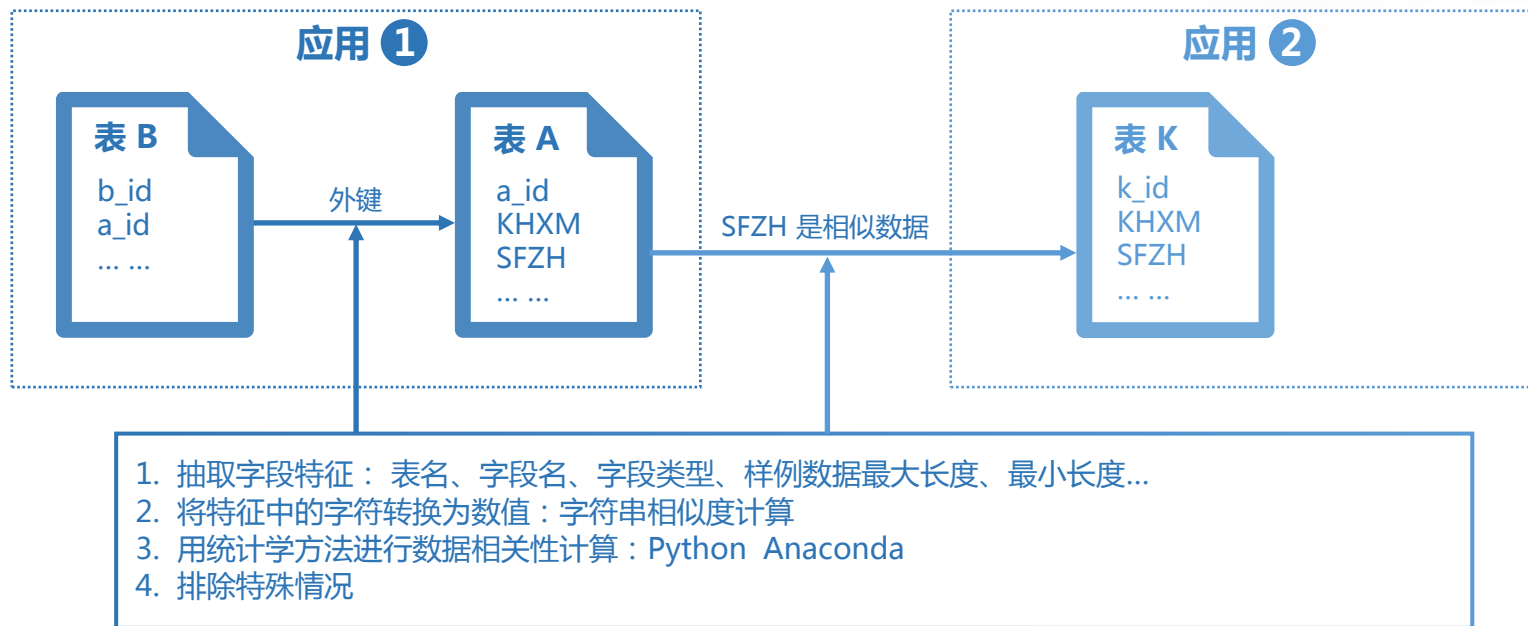 应用 1
应用 2
表 B
b_id
a_id
... ...
外键
表 A
a_id
KHXM
SFZH
... ...
SFZH 是相似数据
表 K
k_id
KHXM
SFZH
... ...
1. 抽取字段特征： 表名、字段名、字段类型、样例数据最大长度、最小长度...
2. 将特征中的字符转换为数值：字符串相似度计算
3. 用统计学方法进行数据相关性计算：Python Anaconda
4. 排除特殊情况